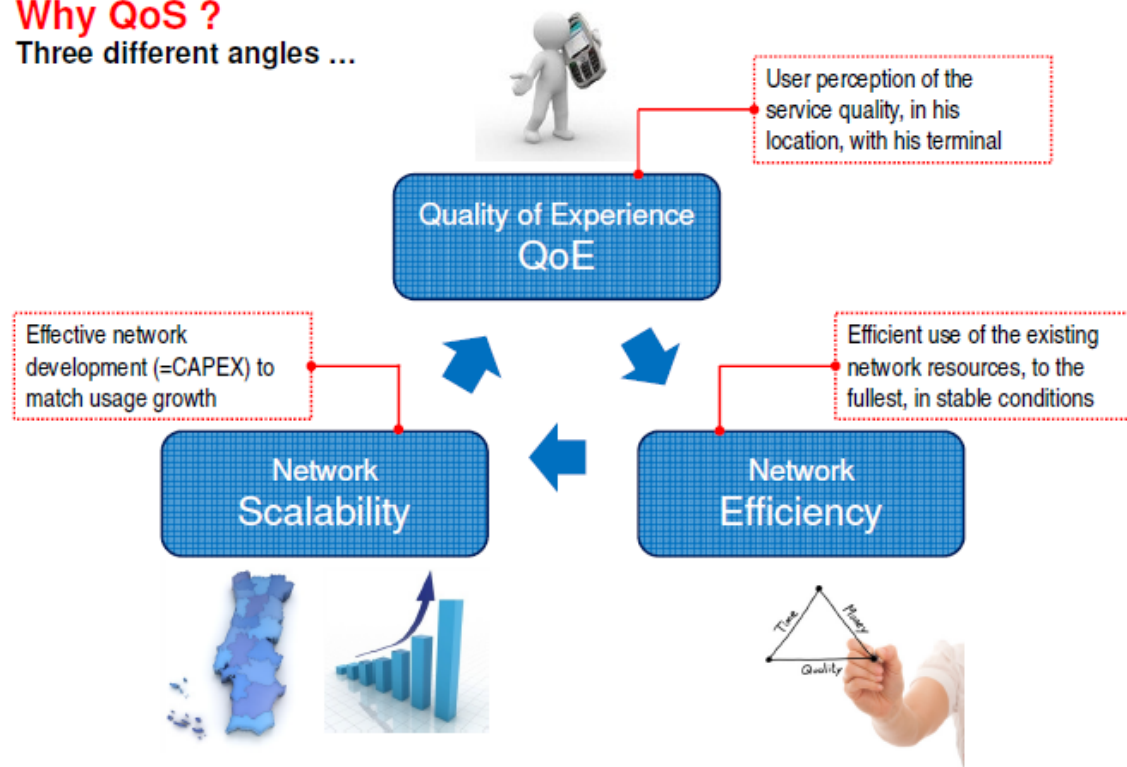 Why QoS ?
Three different angles ...
User perception of the
service quality, in his
location, with his terminal
Quality of Experience
QoE
Effective network
development (=CAPEX) to
match usage growth
Efficient use of the existing
network resources, to the
fullest, in stable conditions
Network
Scalability
Network
Efficiency
Time
Money
Quality